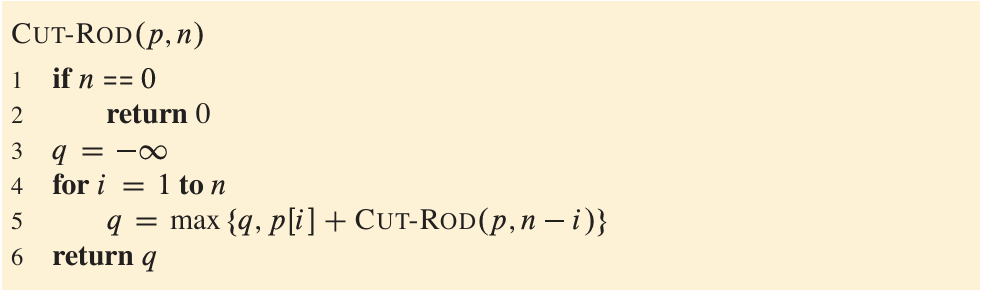 CUT-ROD(p, n)
1 if n == 0
2 return 0
3 q = −∞
4 for i = 1 to n
5 q = max {q, p[i] + CUT-ROD(p, n − i)}
6 return q